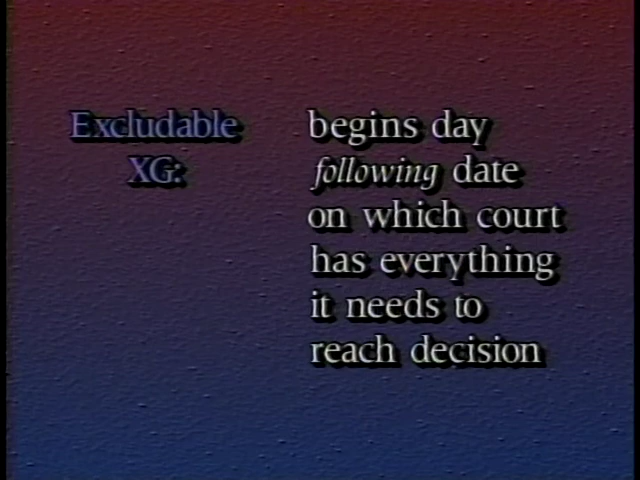 Excludable
XG:
begins day
following date
on which court
has everything
it needs to
reach decision